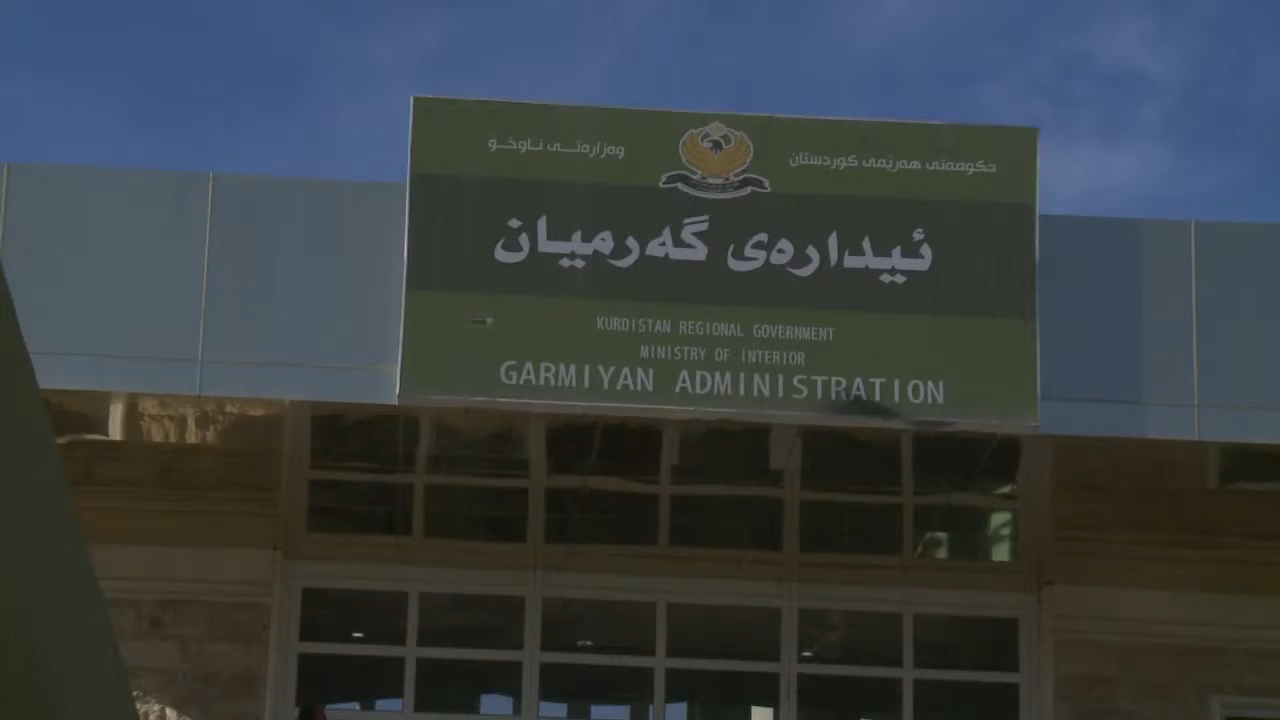 حکومەتی هەرێمی کوردستان
وەزارەتی ناوخۆ
ئیدارەی گەرمیان
KURDISTAN REGIONAL GOVERNMENT
MINISTRY OF INTERIOR
GARMIYAN ADMINISTRATION